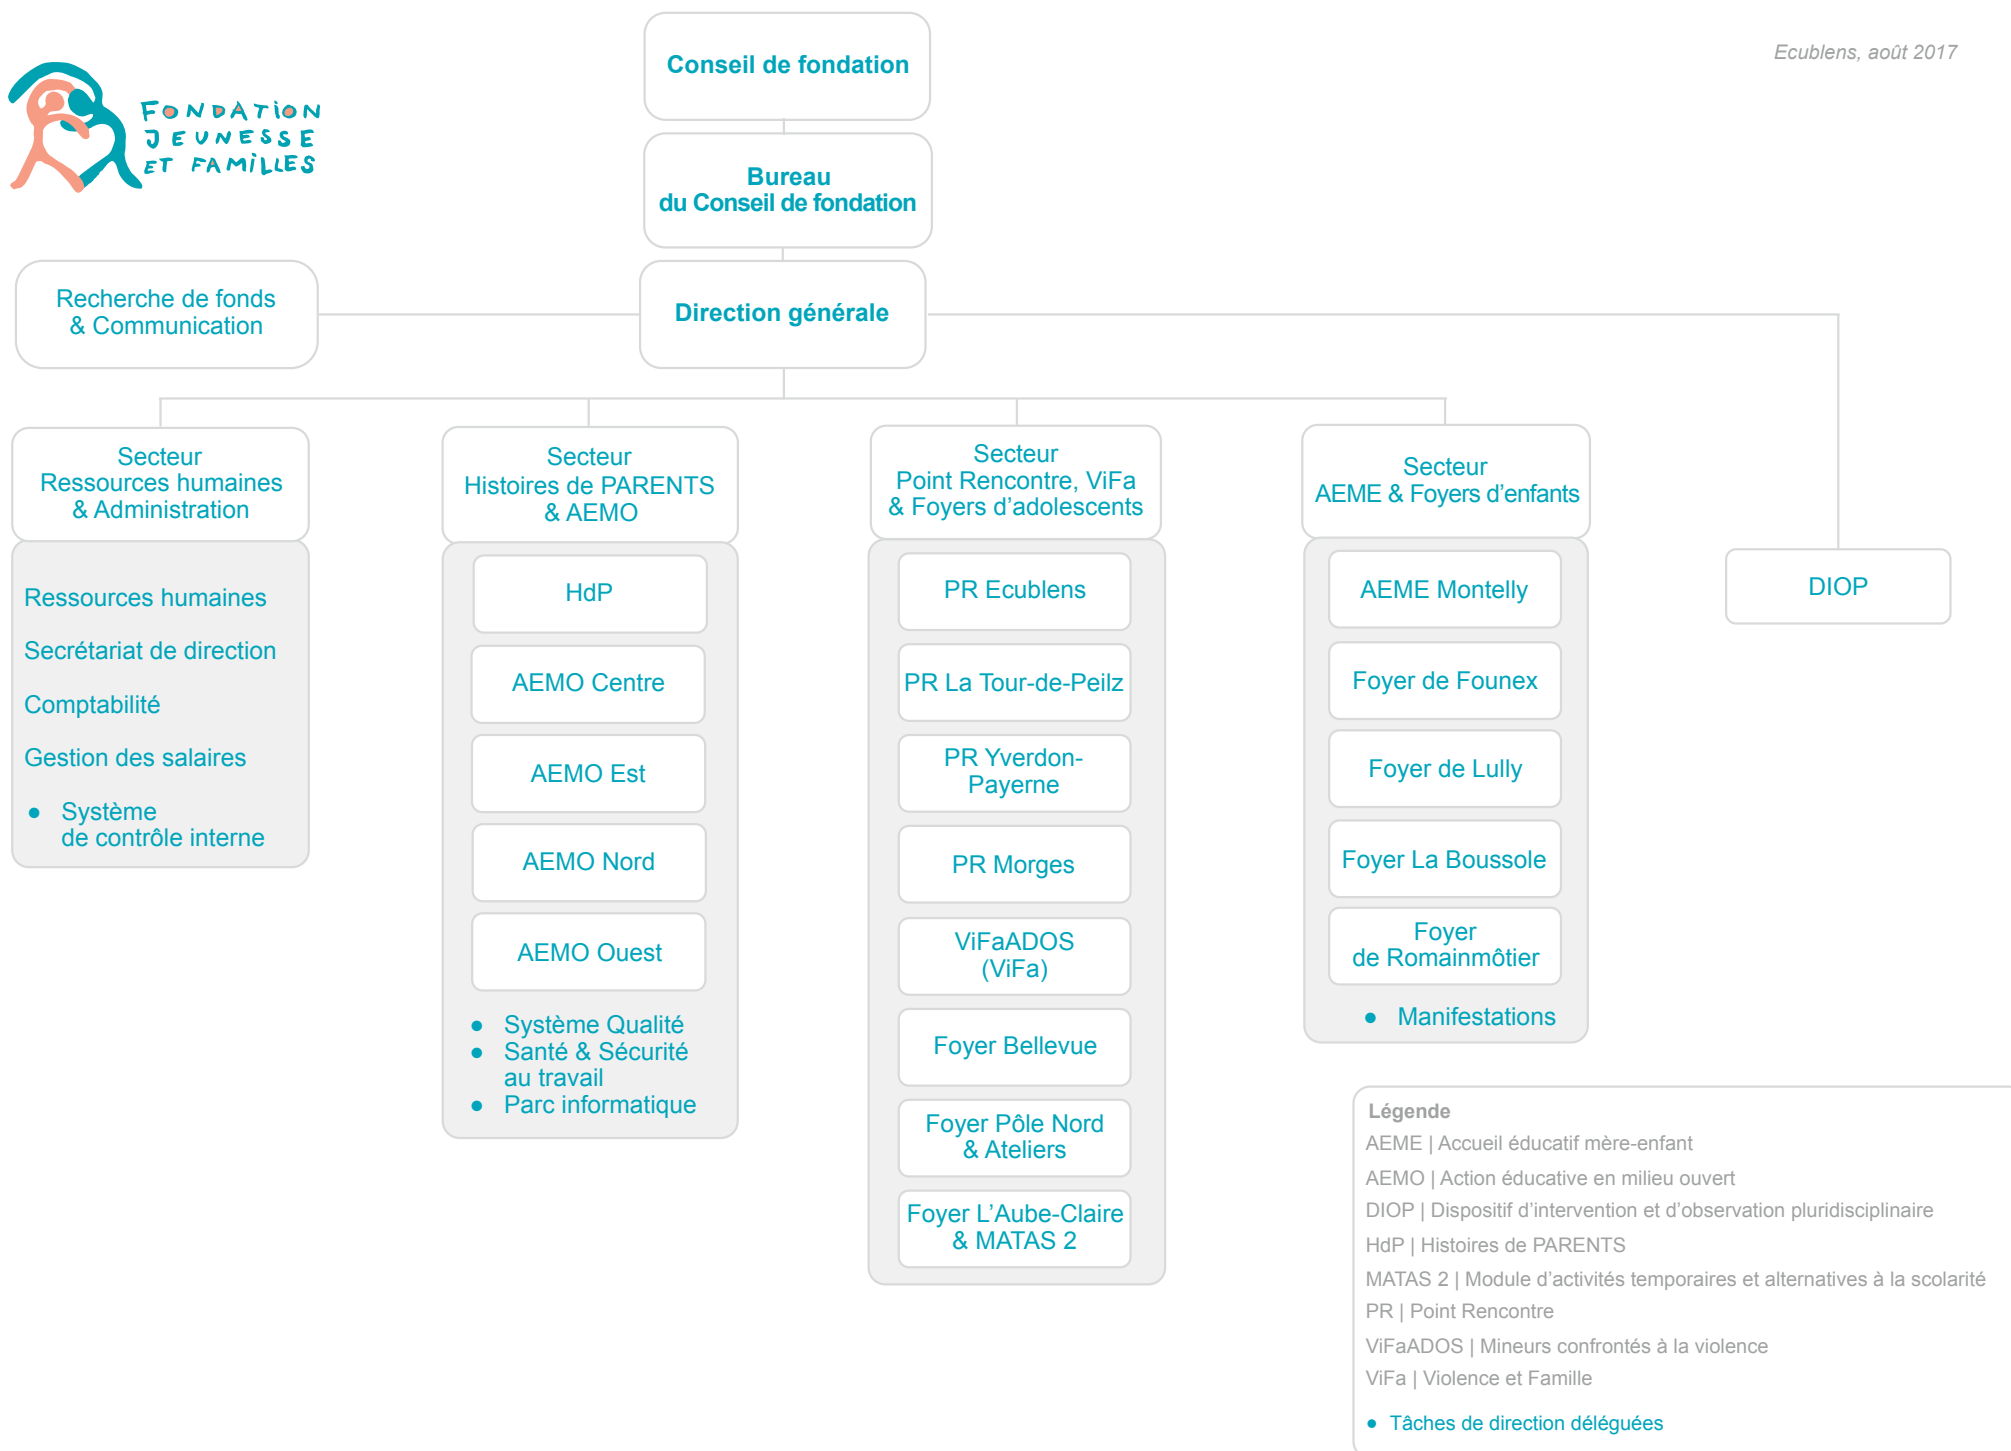 Conseil de fondation
Ecublens, août 2017
FONDATION
JEUNESSE
ET FAMILLES
Bureau
du Conseil de fondation
Recherche de fonds
& Communication
Direction générale
Secteur
Ressources humaines
& Administration
Ressources humaines
Secrétariat de direction
Comptabilité
Gestion des salaires
● Système
de contrôle interne
Secteur
Histoires de PARENTS
& AEMO
HdP
AEMO Centre
AEMO Est
AEMO Nord
AEMO Ouest
● Système Qualité
● Santé & Sécurité
au travail
● Parc informatique
Secteur
Point Rencontre, ViFa
& Foyers d'adolescents
PR Ecublens
PR La Tour-de-Peilz
PR Yverdon-
Payerne
PR Morges
ViFaADOS
(ViFa)
Foyer Bellevue
Foyer Pôle Nord
& Ateliers
Foyer L'Aube-Claire
& MATAS 2
Secteur
AEME & Foyers d'enfants
AEME Montelly
Foyer de Founex
Foyer de Lully
Foyer La Boussole
Foyer
de Romainmôtier
● Manifestations
DIOP
Légende
AEME | Accueil éducatif mère-enfant
AEMO | Action éducative en milieu ouvert
DIOP | Dispositif d'intervention et d'observation pluridisciplinaire
HdP | Histoires de PARENTS
MATAS 2 | Module d'activités temporaires et alternatives à la scolarité
PR | Point Rencontre
ViFaADOS | Mineurs confrontés à la violence
ViFa | Violence et Famille
● Tâches de direction déléguées